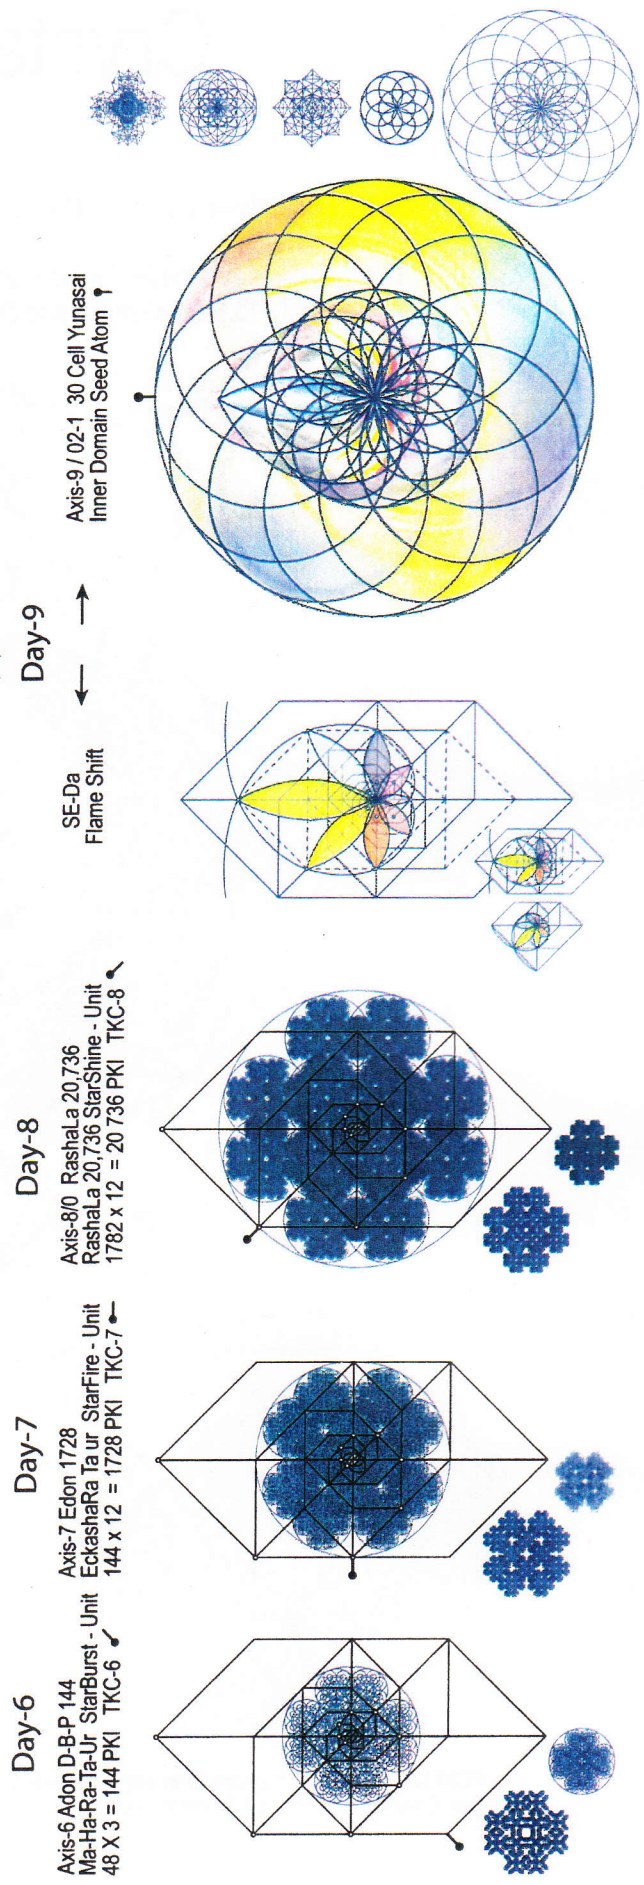 Day-6
Axis-6 Adon D-B-P 144
Ma-Ha-Ra-Ta-Ur StarBurst - Unit
48 X 3 = 144 PKI TKC-6
Day-7
Axis-7 Edon 1728
EckashaRa Ta ur StarFire - Unit
144 x 12 = 1728 PKI TKC-7
Day-8
Axis-8/0 RashaLa 20,736
RashaLa 20,736 StarShine - Unit
1782 x 12 = 20 736 PKI TKC-8
Day-9
SE-Da
Flame Shift
Axis-9 / 02-1 30 Cell Yunasai
Inner Domain Seed Atom